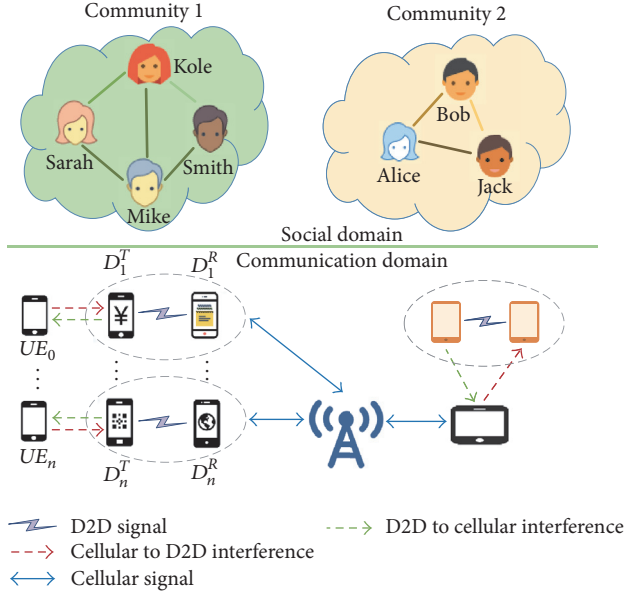 Community 1
Community 2
Kole
Bob
Sarah
Smith
Alice
Jack
Mike
Social domain
Communication domain
D_1^T
D_1^R
¥
UE_0
UE_n
D_n^T
D_n^R
D2D signal
D2D to cellular interference
Cellular to D2D interference
Cellular signal